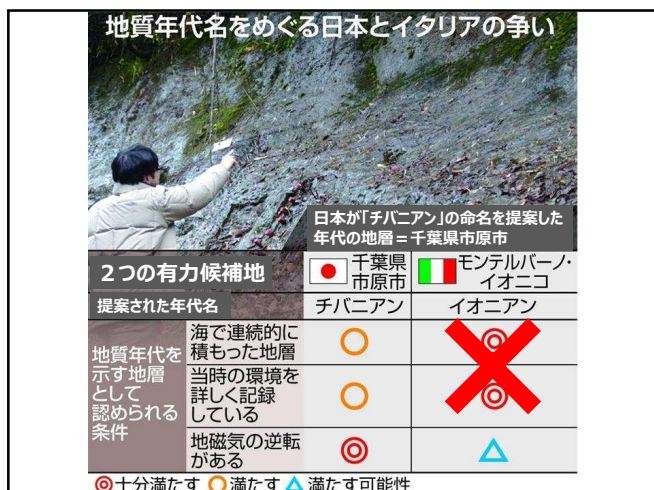 地質年代名をめぐる日本とイタリアの争い
日本が「チバニアン」の命名を提案した
年代の地層＝千葉県市原市
２つの有力候補地
千葉県
市原市
モンテルバーノ・
イオニコ
提案された年代名
チバニアン
イオニアン
地質年代を
示す地層
として
認められる
条件
海で連続的に
積もった地層
○
◎
当時の環境を
詳しく記録
している
○
◎
地磁気の逆転
がある
◎
△
◎十分満たす ○満たす △満たす可能性